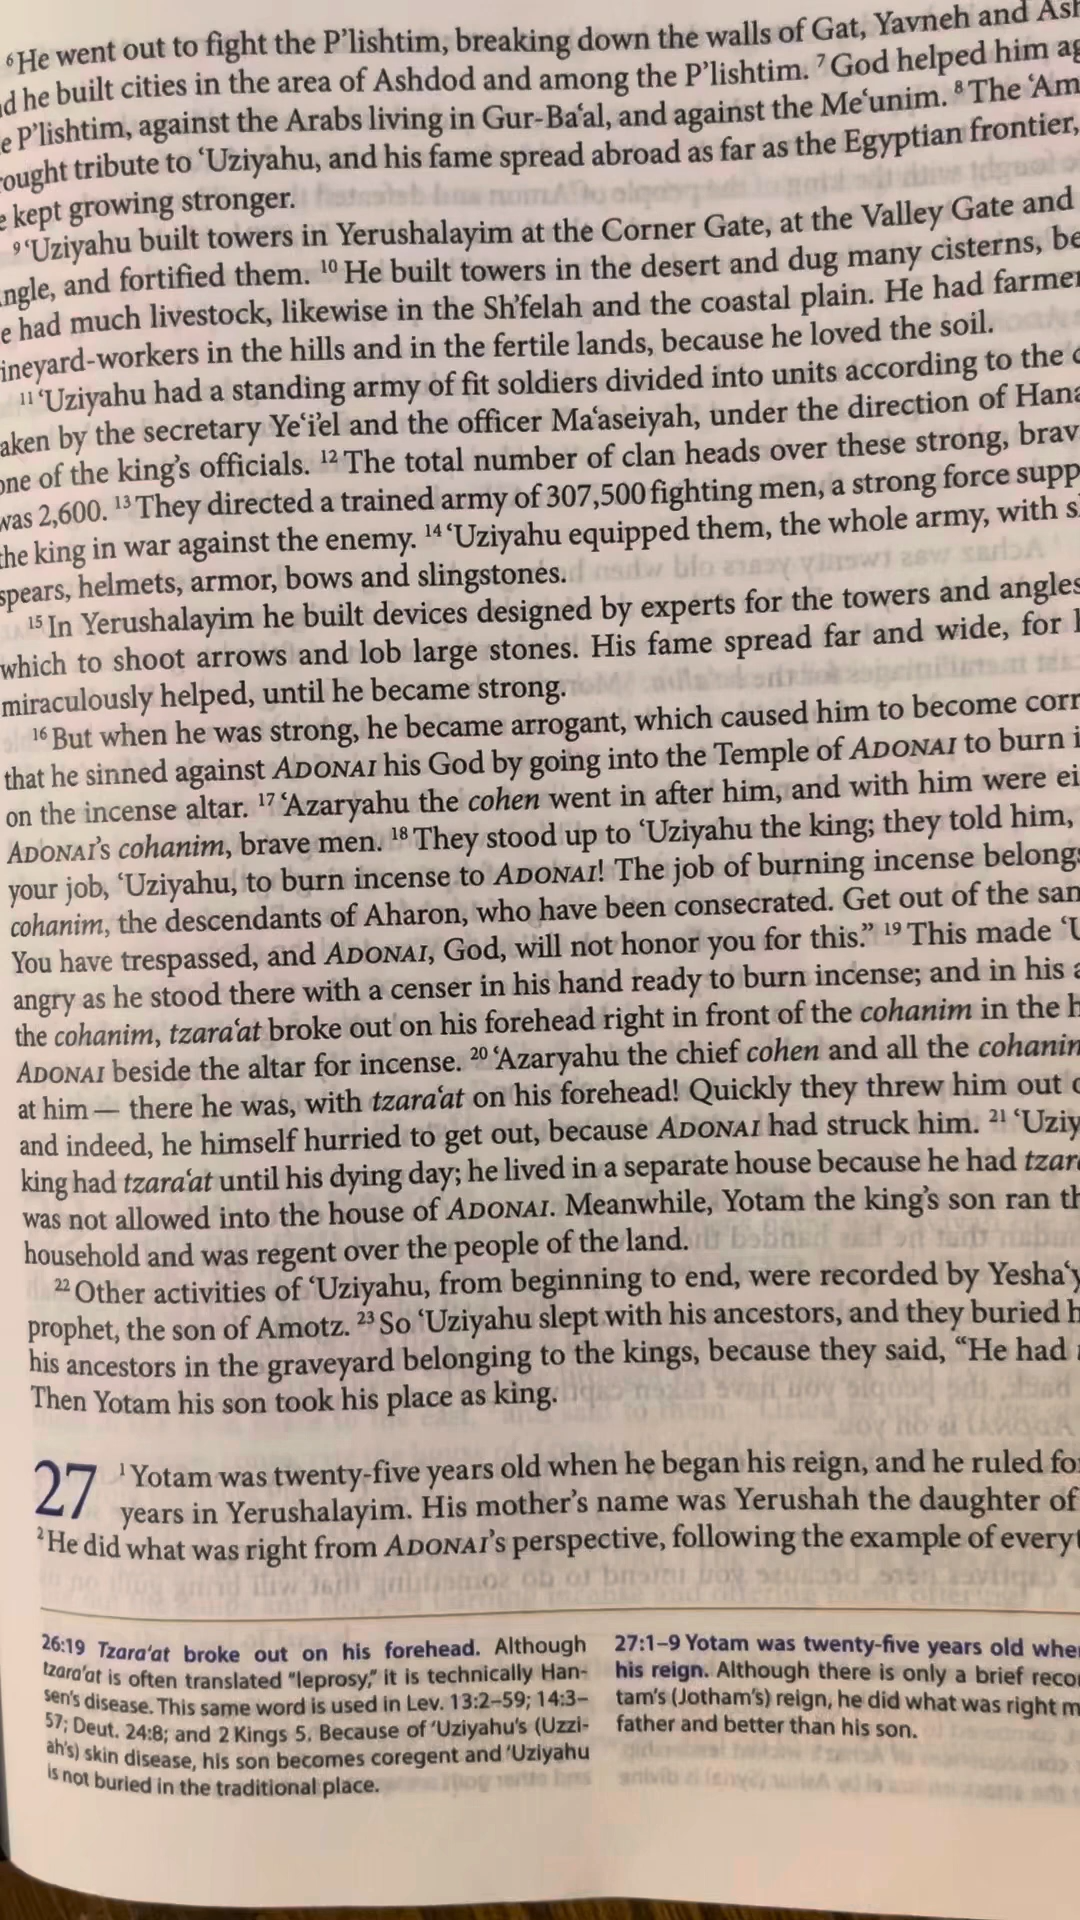 ⁶He went out to fight the P'lishtim, breaking down the walls of Gat, Yavneh and
he built cities in the area of Ashdod and among the P'lishtim. ⁷God helped him
P'lishtim, against the Arabs living in Gur-Ba'al, and against the Me'unim. ⁸The
tribute to 'Uziyahu, and his fame spread abroad as far as the Egyptian frontier,
kept growing stronger.
⁹'Uziyahu built towers in Yerushalayim at the Corner Gate, at the Valley Gate and
and fortified them. ¹⁰He built towers in the desert and dug many cisterns,
had much livestock, likewise in the Sh'felah and the coastal plain. He had
ineyard-workers in the hills and in the fertile lands, because he loved the soil.
¹¹'Uziyahu had a standing army of fit soldiers divided into units according to the
aken by the secretary Ye'i'el and the officer Ma'aseiyah, under the direction of
one of the king's officials. ¹²The total number of clan heads over these strong,
was 2,600. ¹³They directed a trained army of 307,500 fighting men, a strong force
the king in war against the enemy. ¹⁴'Uziyahu equipped them, the whole army, with
spears, helmets, armor, bows and slingstones.
¹⁵In Yerushalayim he built devices designed by experts for the towers and angles
which to shoot arrows and lob large stones. His fame spread far and wide, for
miraculously helped, until he became strong.
¹⁶But when he was strong, he became arrogant, which caused him to become
that he sinned against ADONAI his God by going into the Temple of ADONAI to burn
on the incense altar. ¹⁷'Azaryahu the cohen went in after him, and with him were
ADONAI's cohanim, brave men. ¹⁸They stood up to 'Uziyahu the king; they told him,
your job, 'Uziyahu, to burn incense to ADONAI! The job of burning incense
cohanim, the descendants of Aharon, who have been consecrated. Get out of the
You have trespassed, and ADONAI, God, will not honor you for this." ¹⁹This made
angry as he stood there with a censer in his hand ready to burn incense; and in his
the cohanim, tzara'at broke out on his forehead right in front of the cohanim in the
ADONAI beside the altar for incense. ²⁰'Azaryahu the chief cohen and all the
at him — there he was, with tzara'at on his forehead! Quickly they threw him out
and indeed, he himself hurried to get out, because ADONAI had struck him. ²¹'Uziy
king had tzara'at until his dying day; he lived in a separate house because he had
was not allowed into the house of ADONAI. Meanwhile, Yotam the king's son ran
household and was regent over the people of the land.
²²Other activities of 'Uziyahu, from beginning to end, were recorded by
prophet, the son of Amotz. ²³So 'Uziyahu slept with his ancestors, and they buried
his ancestors in the graveyard belonging to the kings, because they said, "He had
Then Yotam his son took his place as king.
27 ¹Yotam was twenty-five years old when he began his reign, and he ruled
years in Yerushalayim. His mother's name was Yerushah the daughter of
²He did what was right from ADONAI's perspective, following the example of
26:19 Tzara'at broke out on his forehead. Although
tzara'at is often translated "leprosy," it is technically Han-
sen's disease. This same word is used in Lev. 13:2–59; 14:3–
57; Deut. 24:8; and 2 Kings 5. Because of 'Uziyahu's (Uzzi-
ah's) skin disease, his son becomes coregent and 'Uziyahu
is not buried in the traditional place.
27:1–9 Yotam was twenty-five years old
his reign. Although there is only a brief
tam's (Jotham's) reign, he did what was right
father and better than his son.